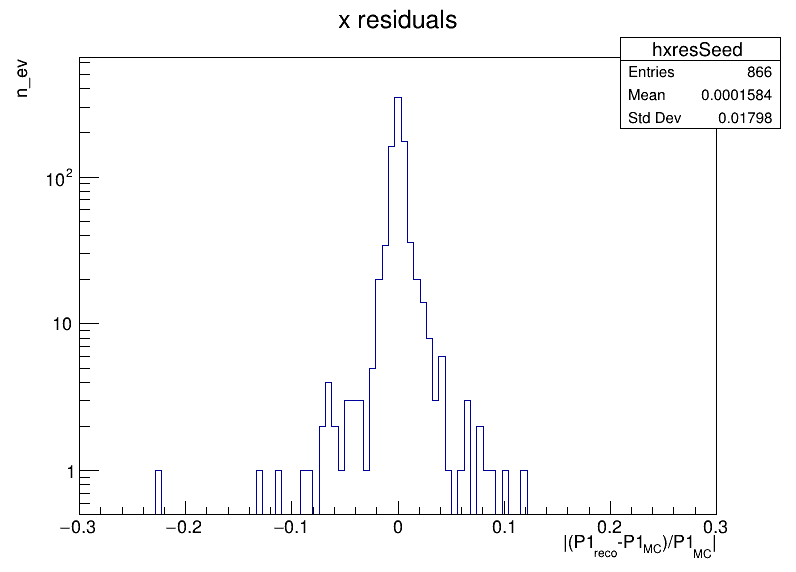 x residuals
hxresSeed
Entries 866
Mean 0.0001584
Std Dev 0.01798
n_ev
10²
10
1
−0.3 −0.2 −0.1 0 0.1 0.2 0.3
|(P1reco-P1MC)/P1MC|